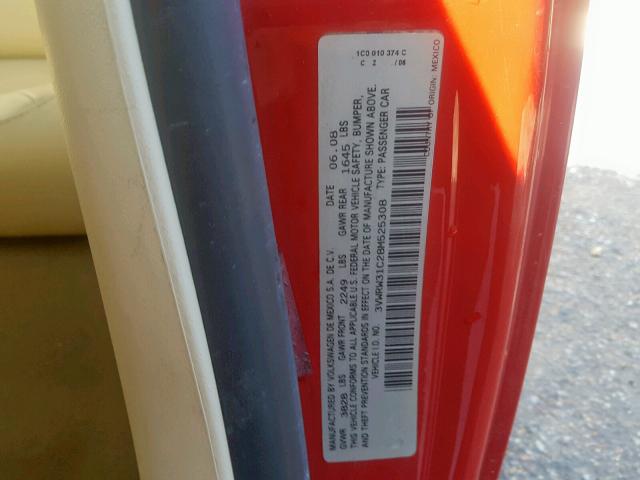 1C0 010 374 C
C 2 /06
MANUFACTURED BY VOLKSWAGEN DE MEXICO S.A. DE C.V. DATE 06.08
GVWR 3828 LBS GAWR FRONT 2249 LBS GAWR REAR 1645 LBS
THIS VEHICLE CONFORMS TO ALL APPLICABLE U.S. FEDERAL MOTOR VEHICLE SAFETY, BUMPER,
AND THEFT PREVENTION STANDARDS IN EFFECT ON THE DATE OF MANUFACTURE SHOWN ABOVE.
VEHICLE I.D. NO. 3VWRW31C28M525308 TYPE: PASSENGER CAR
COUNTRY OF ORIGIN: MEXICO